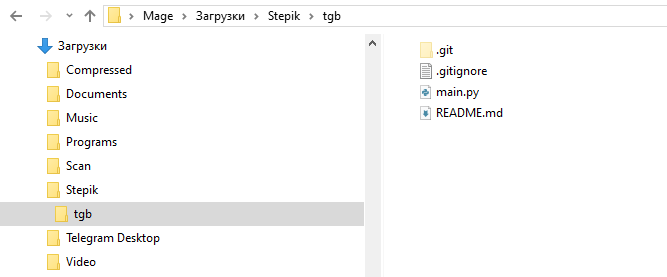 Mage > Загрузки > Stepik > tgb
Загрузки
Compressed
Documents
Music
Programs
Scan
Stepik
tgb
Telegram Desktop
Video
.git
.gitignore
main.py
README.md